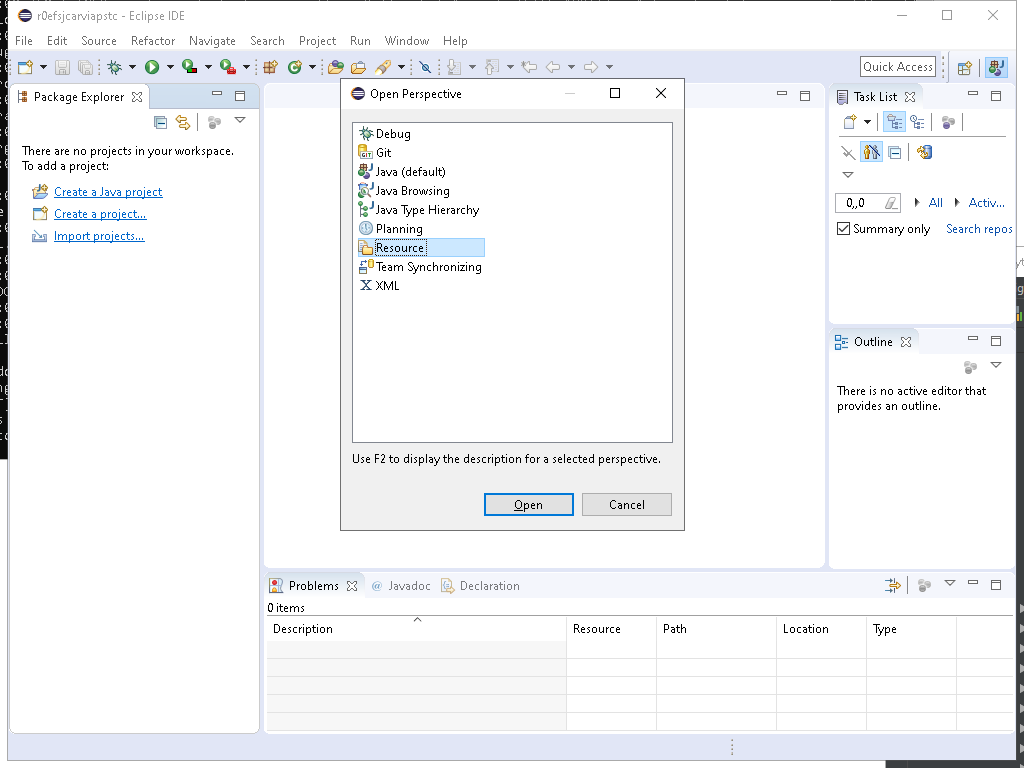 r0efsjcarviapstc - Eclipse IDE
File Edit Source Refactor Navigate Search Project Run Window Help
Quick Access
Package Explorer
There are no projects in your workspace.
To add a project:
Create a Java project
Create a project...
Import projects...
Open Perspective
Debug
Git
Java (default)
Java Browsing
Java Type Hierarchy
Planning
Resource
Team Synchronizing
XML
Use F2 to display the description for a selected perspective.
Open Cancel
Task List
0,,0 All Activ...
Summary only Search repos
Outline
There is no active editor that
provides an outline.
Problems @ Javadoc Declaration
0 items
Description Resource Path Location Type